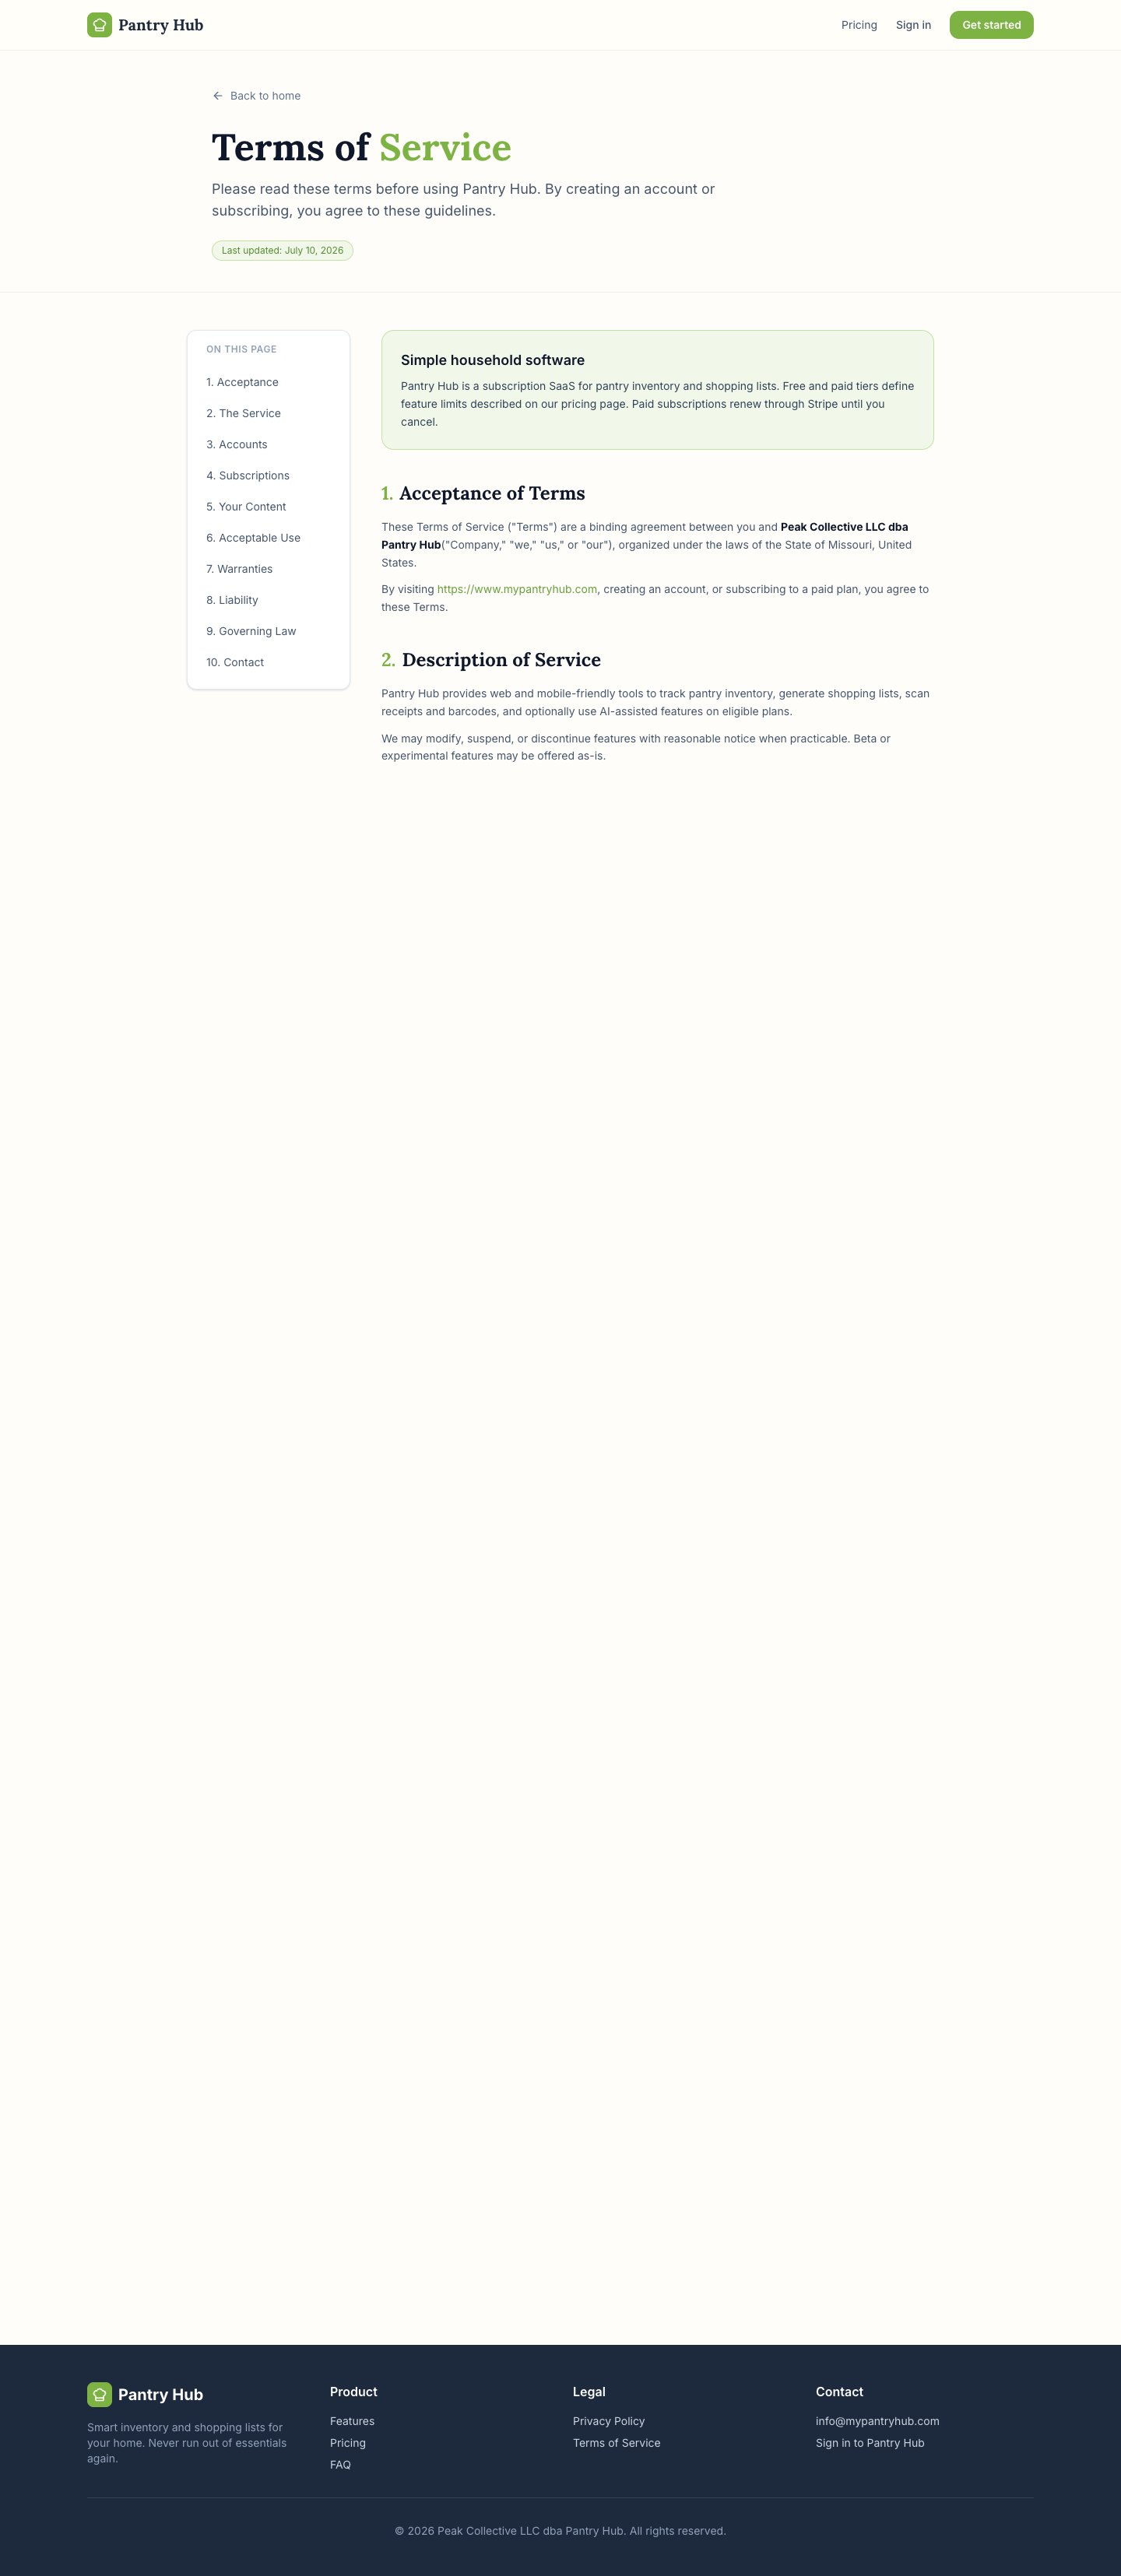 Pantry Hub
Pricing
Sign in
Get started
Back to home
Terms of Service
Please read these terms before using Pantry Hub. By creating an account or
subscribing, you agree to these guidelines.
Last updated: July 10, 2026
ON THIS PAGE
1. Acceptance
2. The Service
3. Accounts
4. Subscriptions
5. Your Content
6. Acceptable Use
7. Warranties
8. Liability
9. Governing Law
10. Contact
Simple household software
Pantry Hub is a subscription SaaS for pantry inventory and shopping lists. Free and paid tiers define
feature limits described on our pricing page. Paid subscriptions renew through Stripe until you
cancel.
1. Acceptance of Terms
These Terms of Service ("Terms") are a binding agreement between you and Peak Collective LLC dba
Pantry Hub("Company," "we," "us," or "our"), organized under the laws of the State of Missouri, United
States.
By visiting https://www.mypantryhub.com, creating an account, or subscribing to a paid plan, you agree to
these Terms.
2. Description of Service
Pantry Hub provides web and mobile-friendly tools to track pantry inventory, generate shopping lists, scan
receipts and barcodes, and optionally use AI-assisted features on eligible plans.
We may modify, suspend, or discontinue features with reasonable notice when practicable. Beta or
experimental features may be offered as-is.
Pantry Hub
Smart inventory and shopping lists for
your home. Never run out of essentials
again.
Product
Features
Pricing
FAQ
Legal
Privacy Policy
Terms of Service
Contact
info@mypantryhub.com
Sign in to Pantry Hub
© 2026 Peak Collective LLC dba Pantry Hub. All rights reserved.